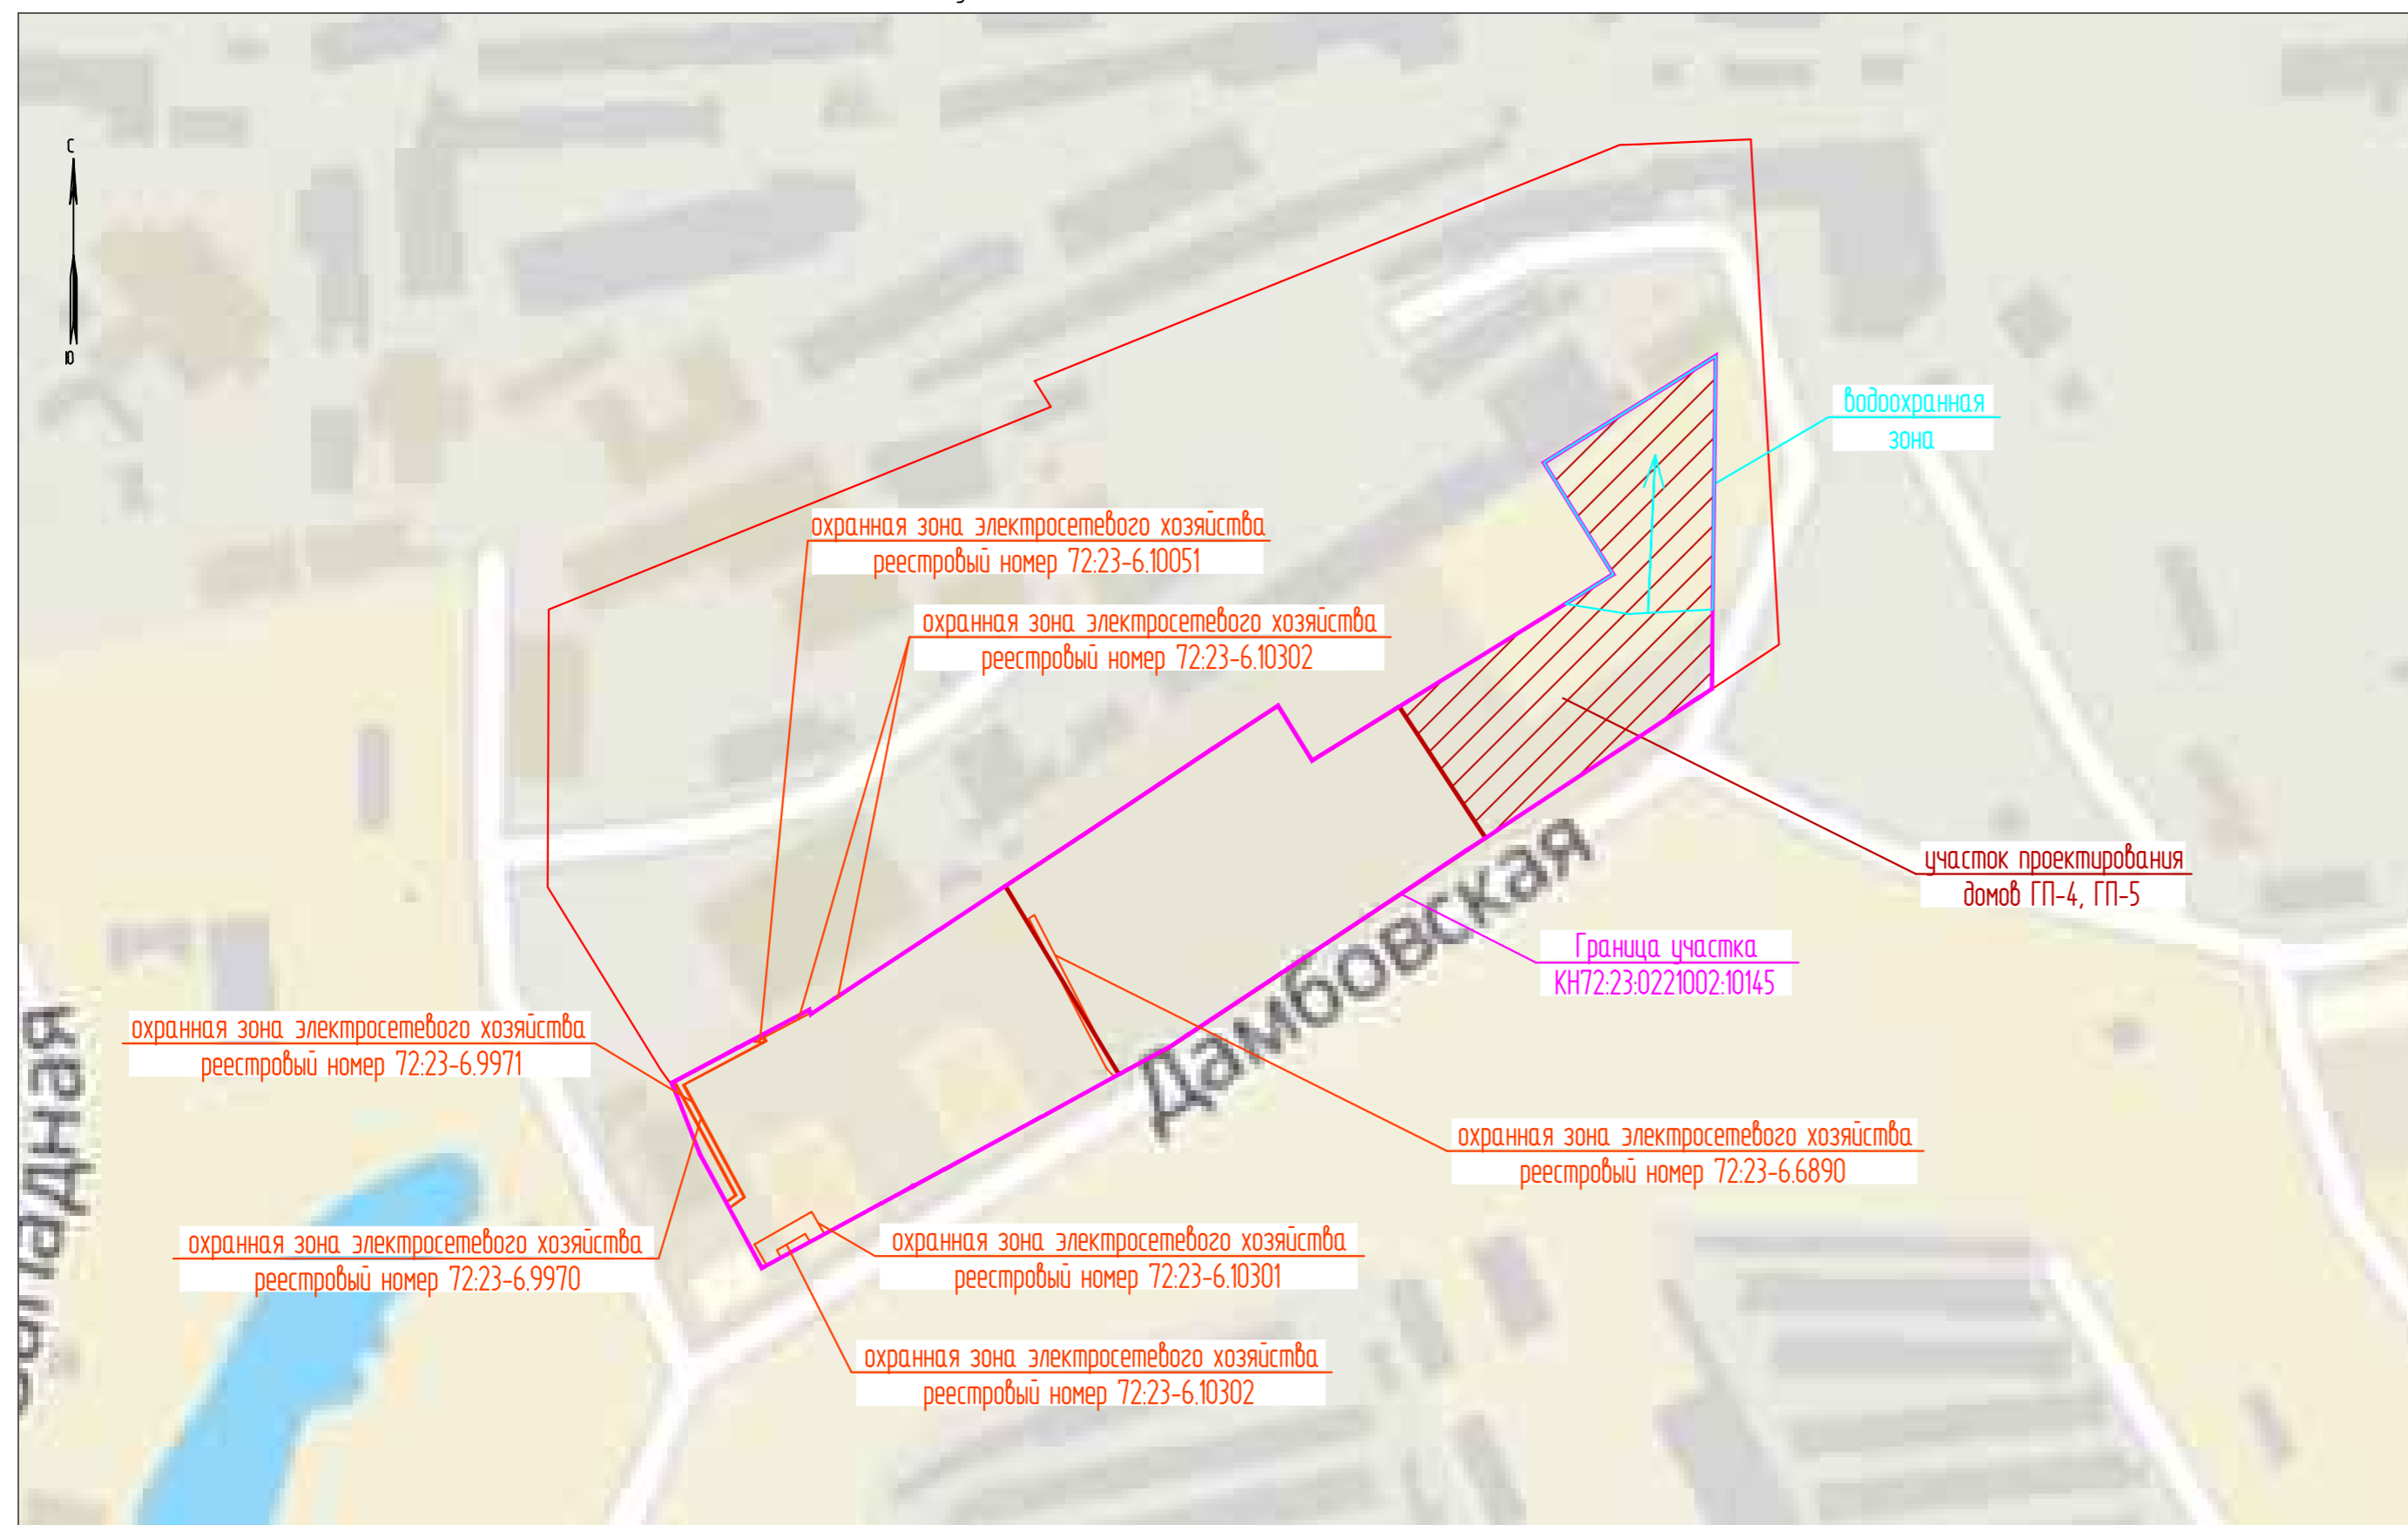 С
Ю
водоохранная
зона
охранная зона электросетевого хозяйства
реестровый номер 72:23-6.10051
охранная зона электросетевого хозяйства
реестровый номер 72:23-6.10302
участок проектирования
домов ГП-4, ГП-5
Граница участка
КН72:23:0221002:10145
Дамбовская
охранная зона электросетевого хозяйства
реестровый номер 72:23-6.9971
охранная зона электросетевого хозяйства
реестровый номер 72:23-6.6890
охранная зона электросетевого хозяйства
реестровый номер 72:23-6.9970
охранная зона электросетевого хозяйства
реестровый номер 72:23-6.10301
охранная зона электросетевого хозяйства
реестровый номер 72:23-6.10302